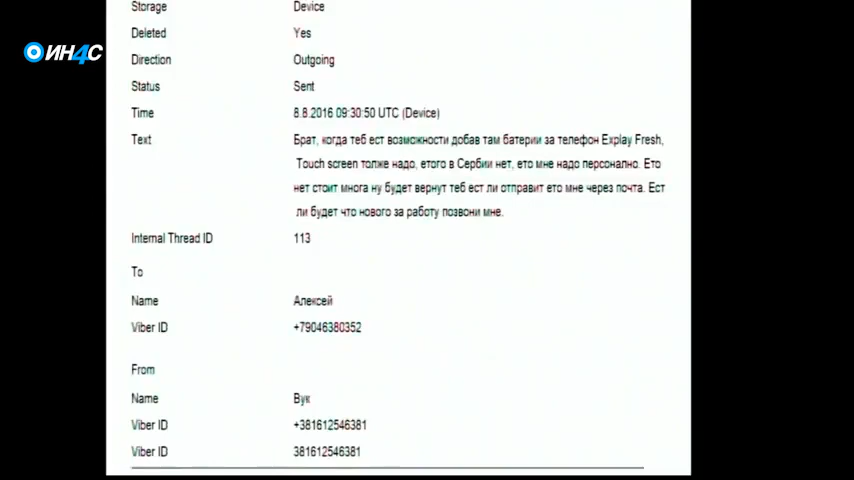 Storage Device
ИН4С
Deleted Yes
Direction Outgoing
Status Sent
Time 8.8.2016 09:30:50 UTC (Device)
Text Брат, когда теб ест возможности добав там батерии за телефон Explay Fresh,
Touch screen толже надо, етого в Сербии нет, ето мне надо персонално. Ето
нет стоит многа ну будет вернут теб ест ли отправит ето мне через почта. Ест
ли будет что нового за работу позвони мне.
Internal Thread ID 113
To
Name Алексей
Viber ID +79046380352
From
Name Вук
Viber ID +381612546381
Viber ID 381612546381